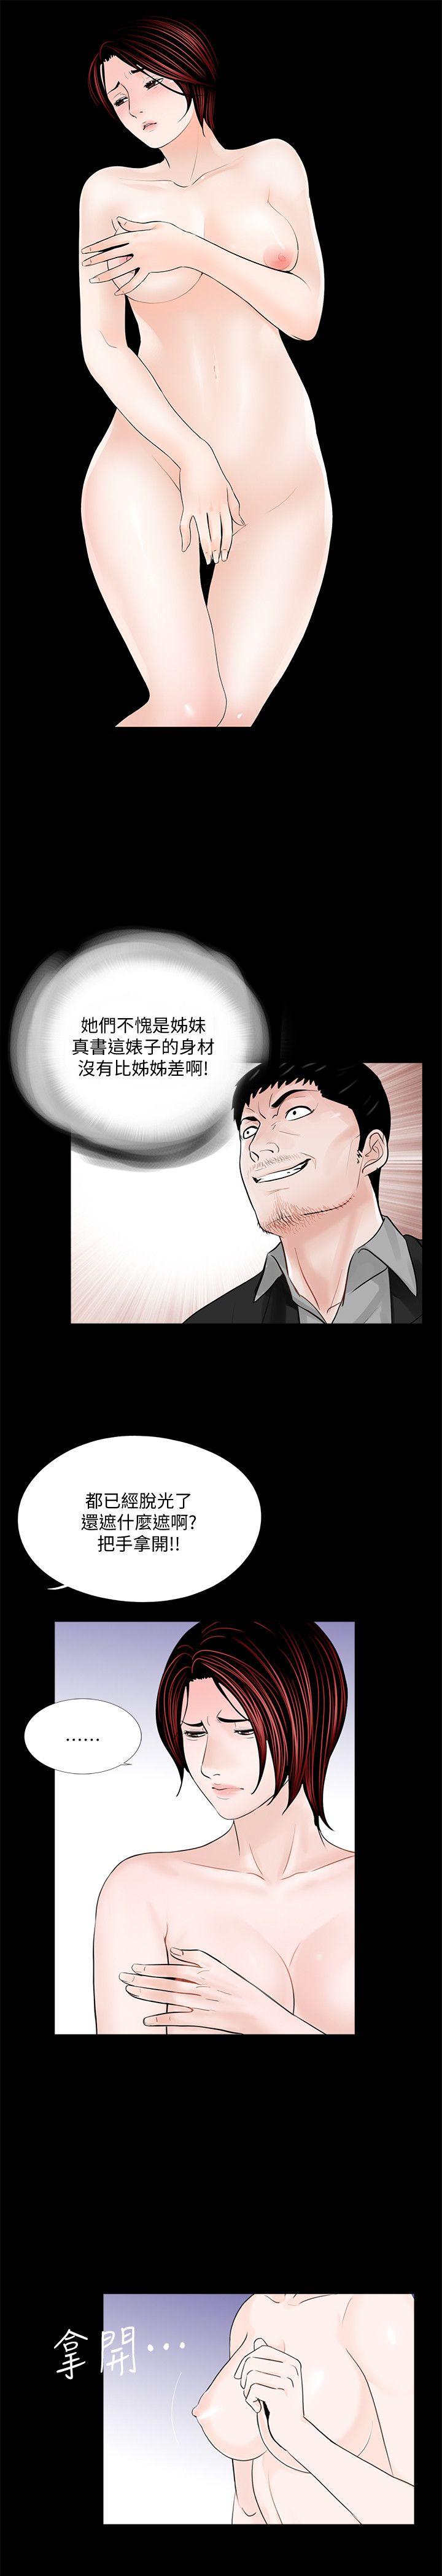 她們不愧是姊妹
真書這婊子的身材
沒有比姊姊差啊!
都已經脫光了
還遮什麼遮啊?
把手拿開!!
……
拿開…